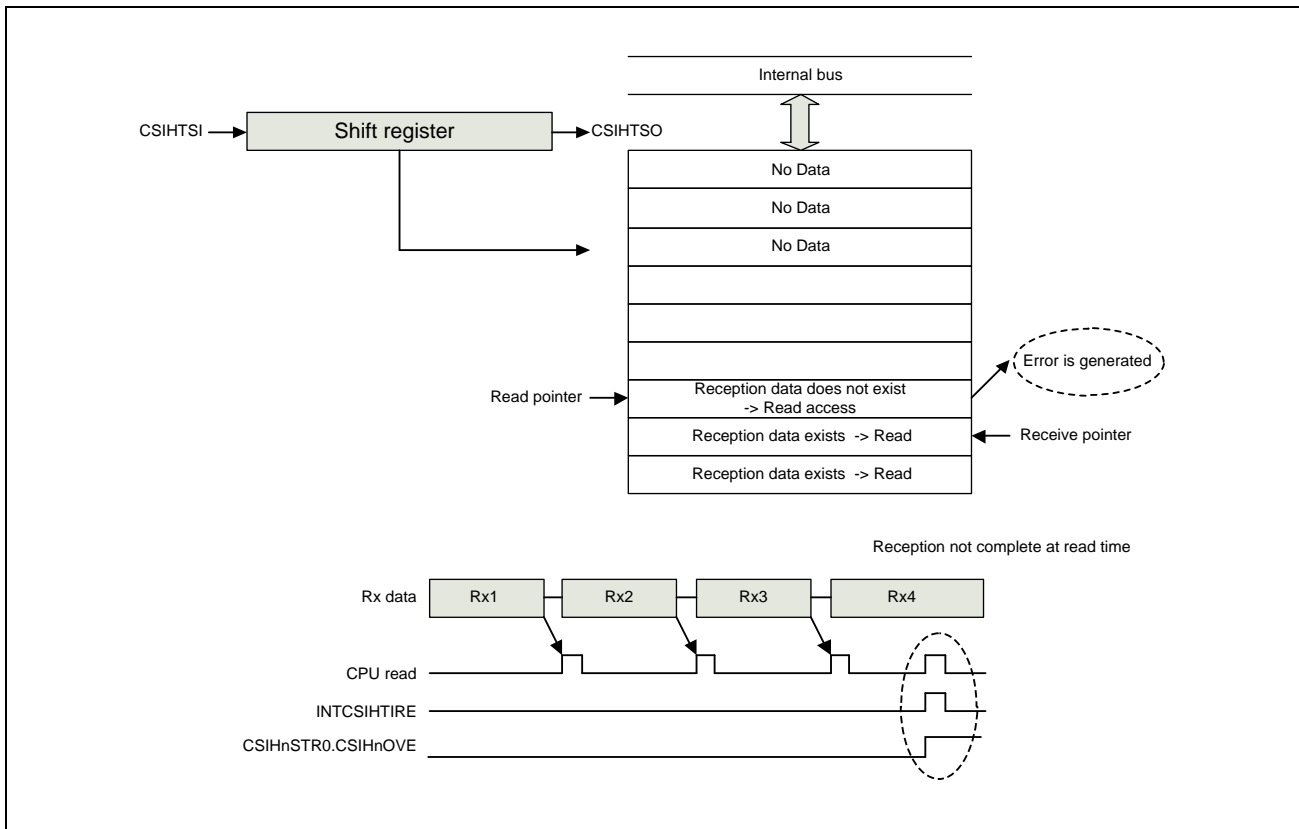 Internal bus
CSIHTSI
Shift register
CSIHTSO
No Data
No Data
No Data
Error is generated
Read pointer
Reception data does not exist
-> Read access
Reception data exists -> Read
Receive pointer
Reception data exists -> Read
Reception not complete at read time
Rx data
Rx1
Rx2
Rx3
Rx4
CPU read
INTCSIHTIRE
CSIHnSTR0.CSIHnOVE